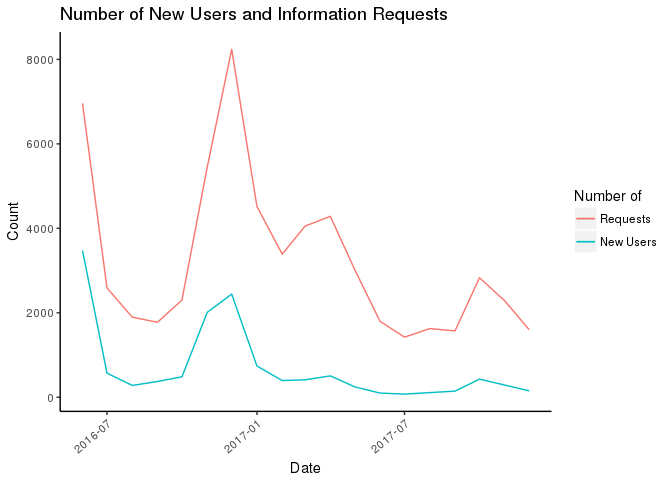 Number of New Users and Information Requests
8000
6000
4000
2000
0
Count
2016-07
2017-01
2017-07
Date
Number of
Requests
New Users